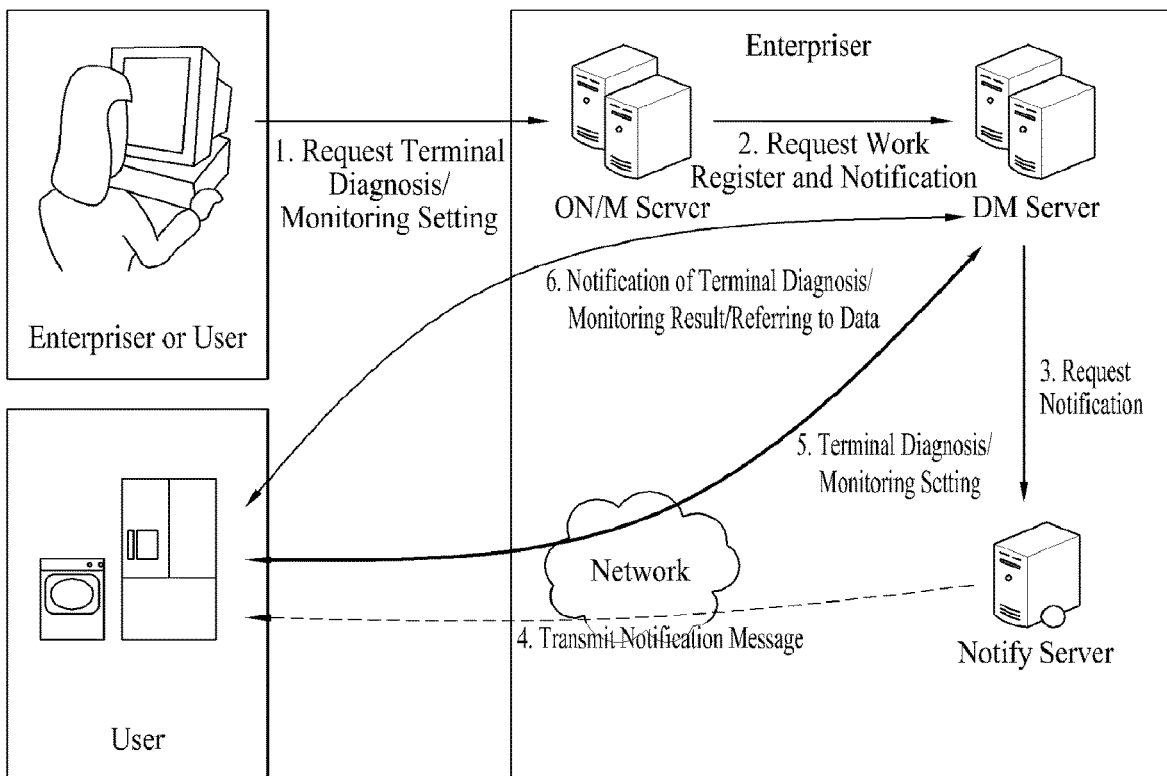 Enterpriser
1. Request Terminal
Diagnosis/
Monitoring Setting
2. Request Work
Register and Notification
ON/M Server
DM Server
Enterpriser or User
6. Notification of Terminal Diagnosis/
Monitoring Result/Referring to Data
3. Request
Notification
5. Terminal Diagnosis/
Monitoring Setting
Network
4. Transmit Notification Message
Notify Server
User